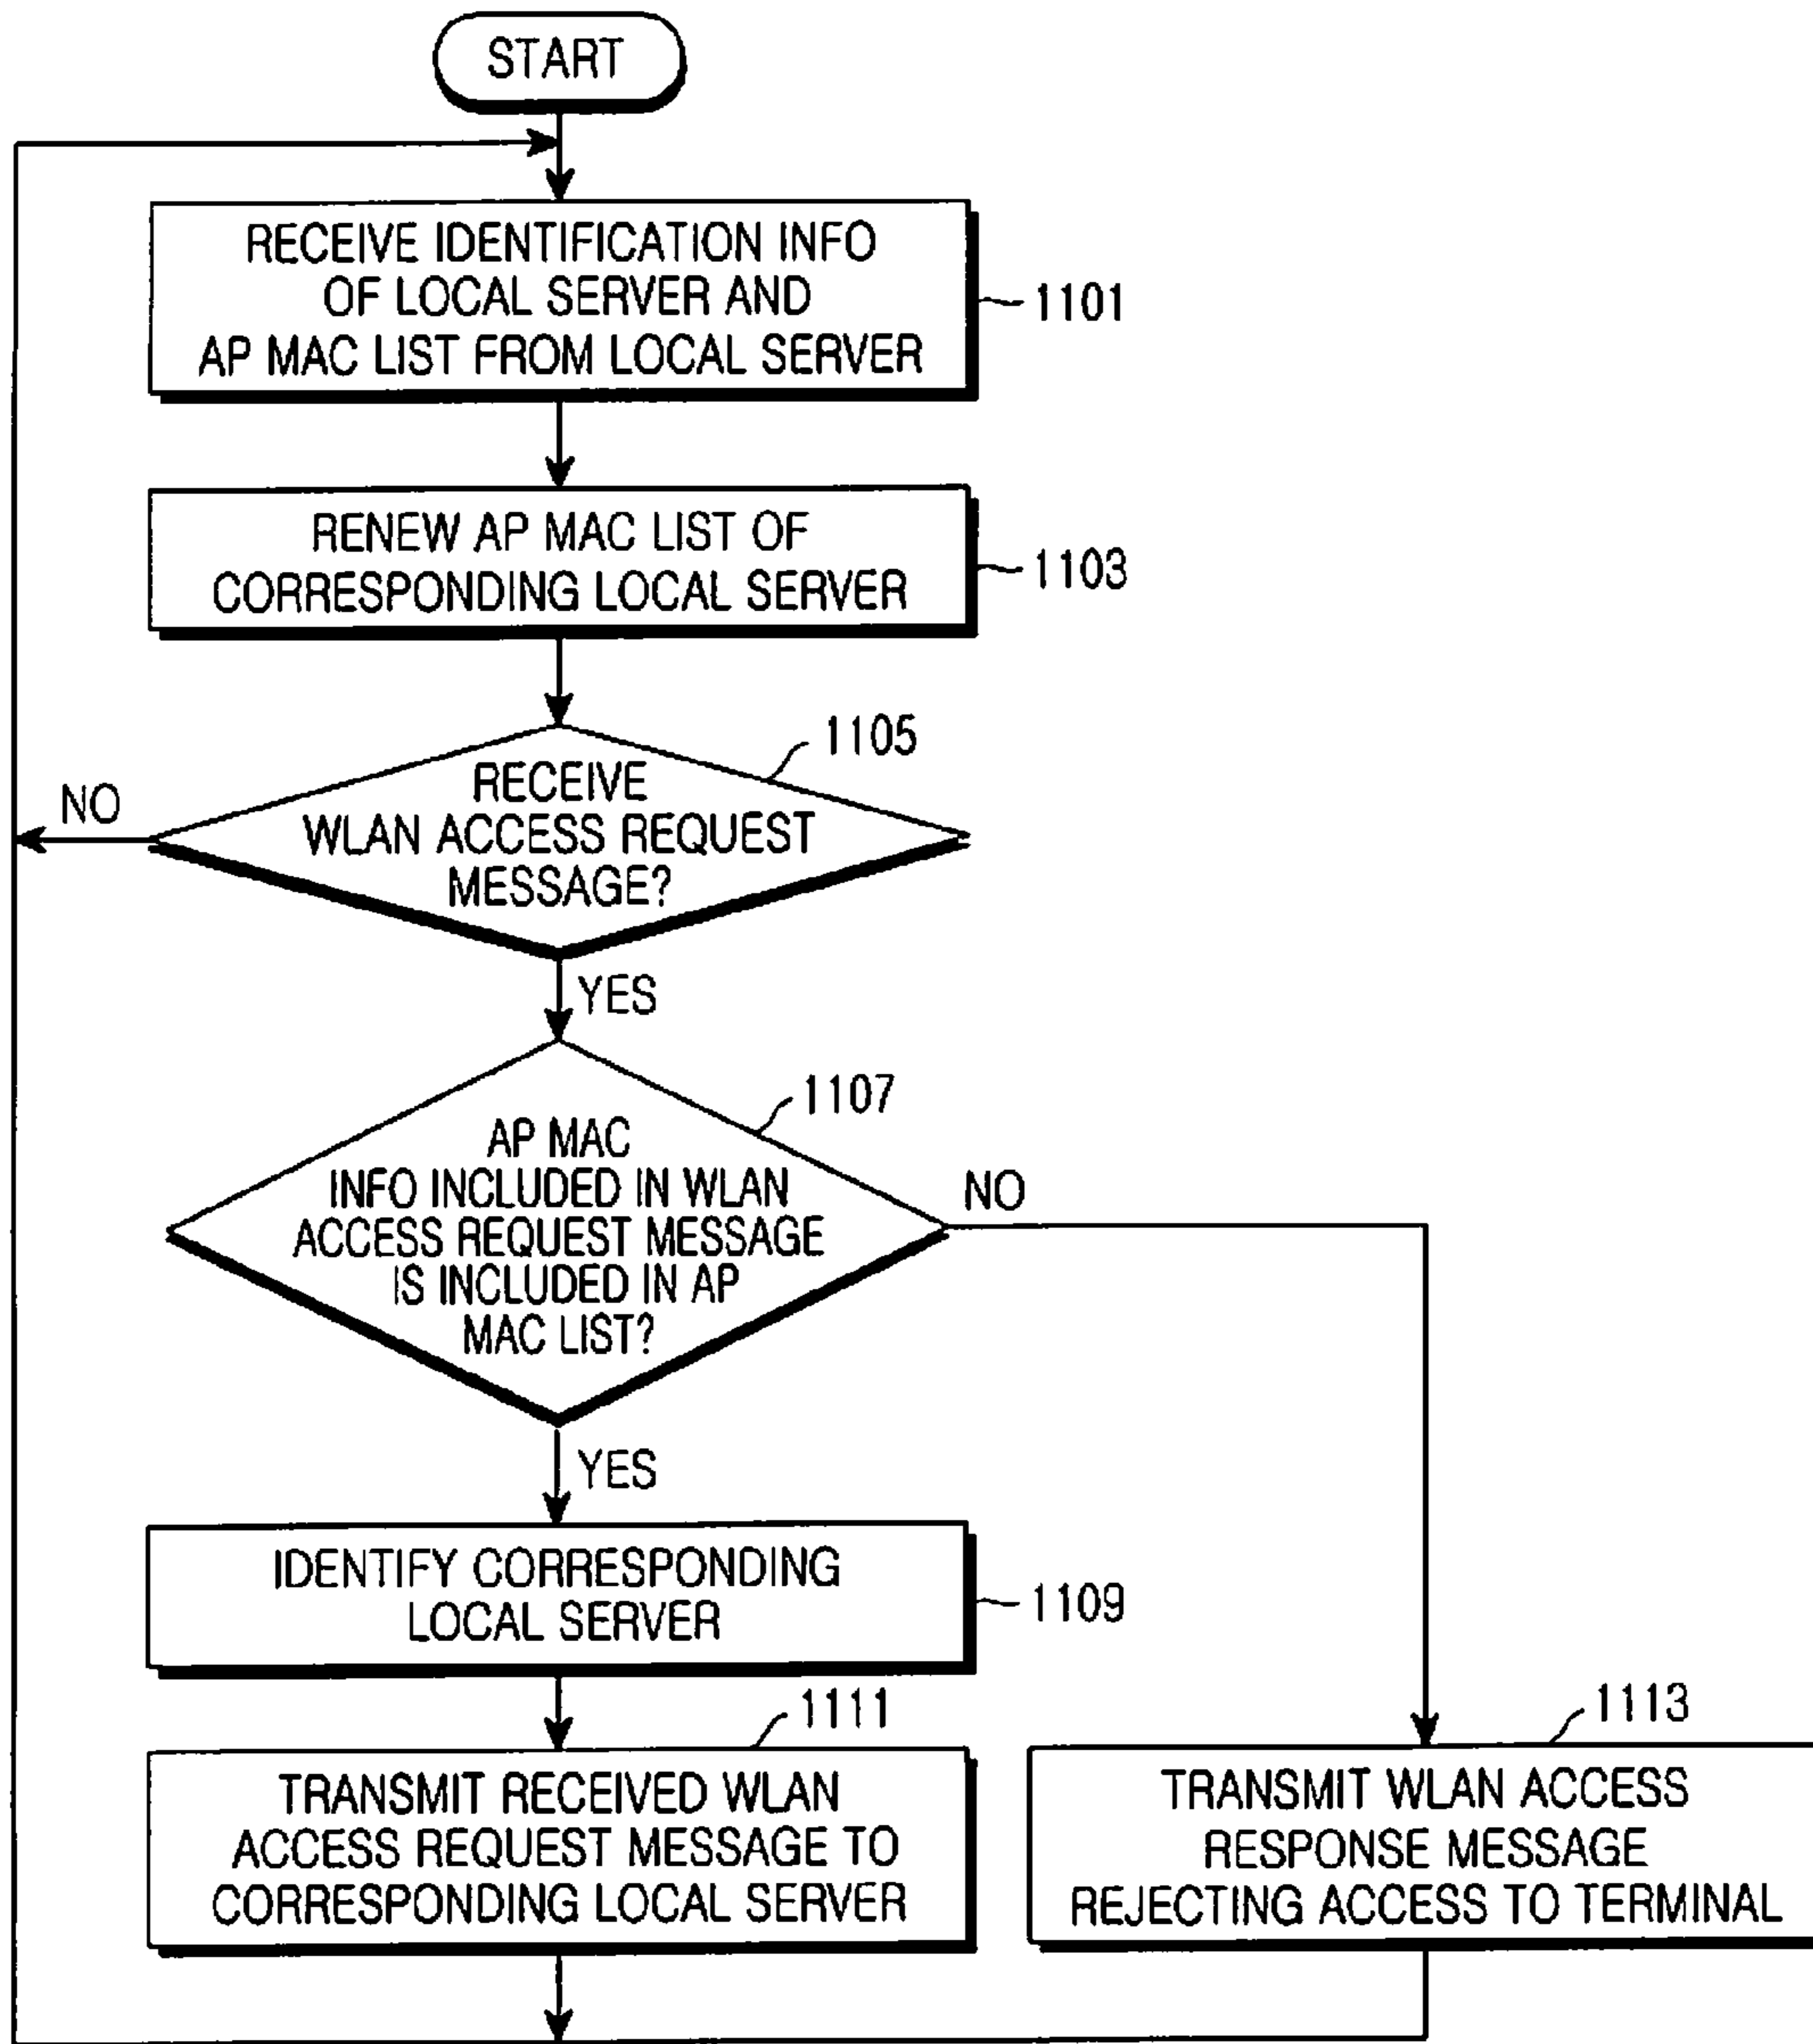 START
RECEIVE IDENTIFICATION INFO
OF LOCAL SERVER AND
AP MAC LIST FROM LOCAL SERVER
1101
RENEW AP MAC LIST OF
CORRESPONDING LOCAL SERVER
1103
1105
RECEIVE
WLAN ACCESS REQUEST
MESSAGE?
NO
YES
1107
AP MAC
INFO INCLUDED IN WLAN
ACCESS REQUEST MESSAGE
IS INCLUDED IN AP
MAC LIST?
NO
YES
IDENTIFY CORRESPONDING
LOCAL SERVER
1109
1111
TRANSMIT RECEIVED WLAN
ACCESS REQUEST MESSAGE TO
CORRESPONDING LOCAL SERVER
1113
TRANSMIT WLAN ACCESS
RESPONSE MESSAGE
REJECTING ACCESS TO TERMINAL